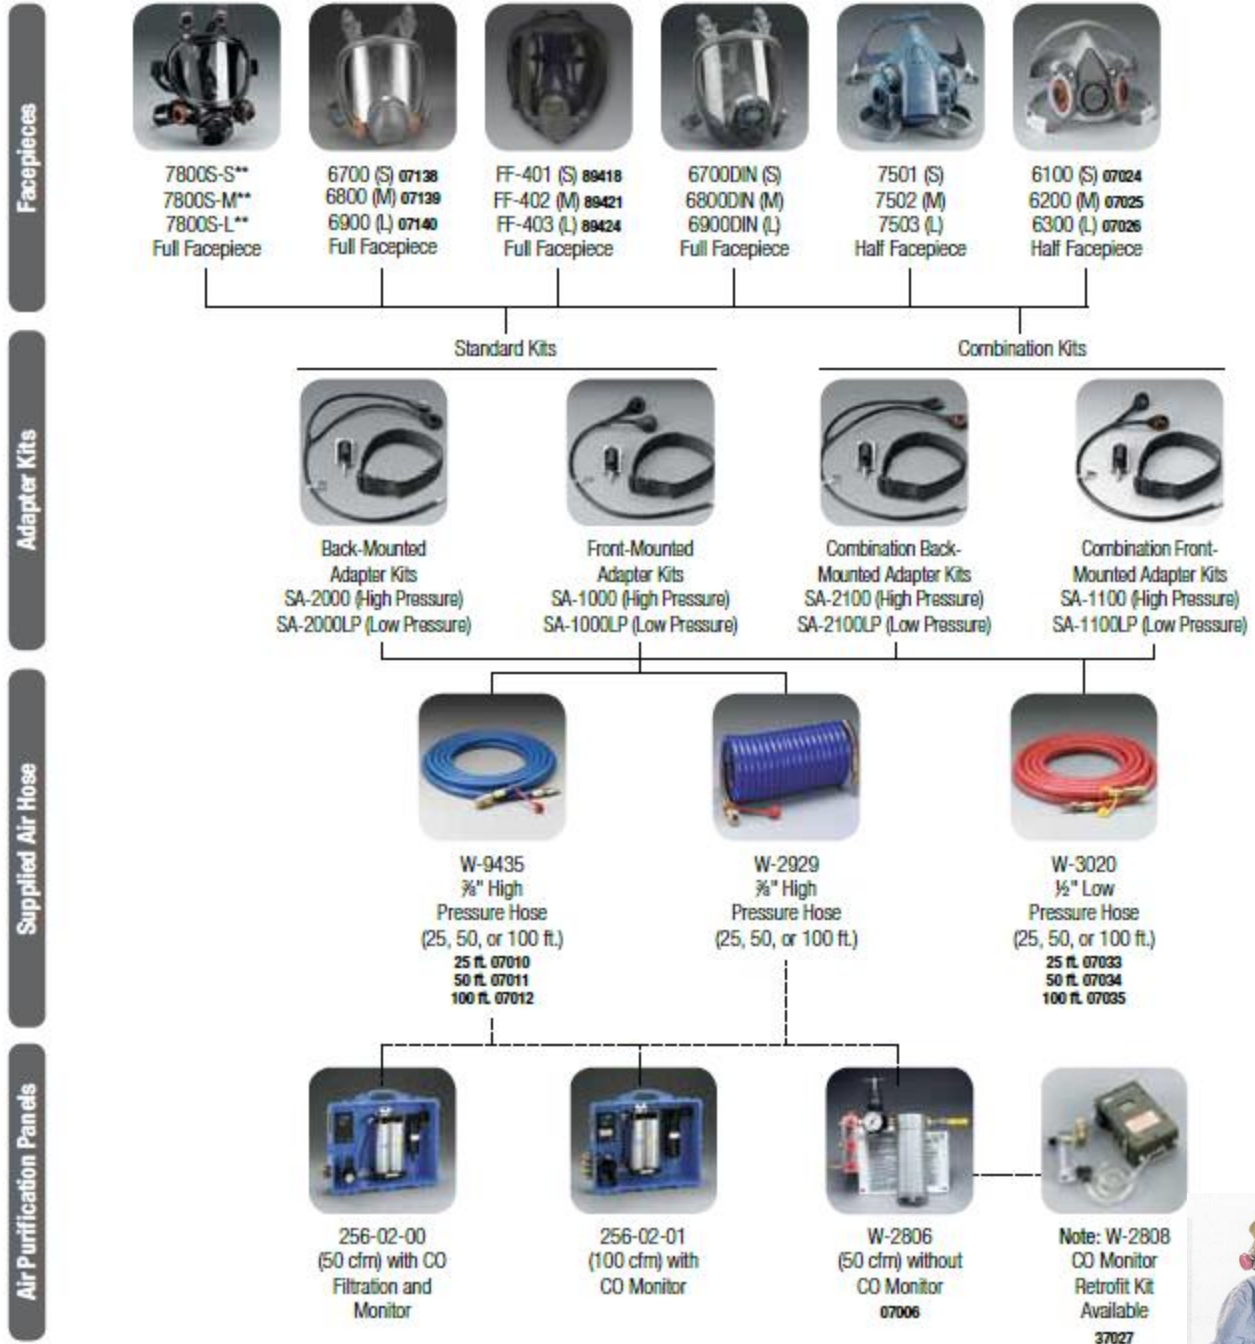 Facepieces
7800S-S**
7800S-M**
7800S-L**
Full Facepiece
6700 (S) 07138
6800 (M) 07139
6900 (L) 07140
Full Facepiece
FF-401 (S) 89418
FF-402 (M) 89421
FF-403 (L) 89424
Full Facepiece
6700DIN (S)
6800DIN (M)
6900DIN (L)
Full Facepiece
7501 (S)
7502 (M)
7503 (L)
Half Facepiece
6100 (S) 07024
6200 (M) 07025
6300 (L) 07026
Half Facepiece
Adapter Kits
Standard Kits
Combination Kits
Back-Mounted
Adapter Kits
SA-2000 (High Pressure)
SA-2000LP (Low Pressure)
Front-Mounted
Adapter Kits
SA-1000 (High Pressure)
SA-1000LP (Low Pressure)
Combination Back-
Mounted Adapter Kits
SA-2100 (High Pressure)
SA-2100LP (Low Pressure)
Combination Front-
Mounted Adapter Kits
SA-1100 (High Pressure)
SA-1100LP (Low Pressure)
Supplied Air Hose
W-9435
⅜" High
Pressure Hose
(25, 50, or 100 ft.)
25 ft. 07010
50 ft. 07011
100 ft. 07012
W-2929
⅜" High
Pressure Hose
(25, 50, or 100 ft.)
W-3020
½" Low
Pressure Hose
(25, 50, or 100 ft.)
25 ft. 07033
50 ft. 07034
100 ft. 07035
Air Purification Panels
256-02-00
(50 cfm) with CO
Filtration and
Monitor
256-02-01
(100 cfm) with
CO Monitor
W-2806
(50 cfm) without
CO Monitor
07006
Note: W-2808
CO Monitor
Retrofit Kit
Available
37027